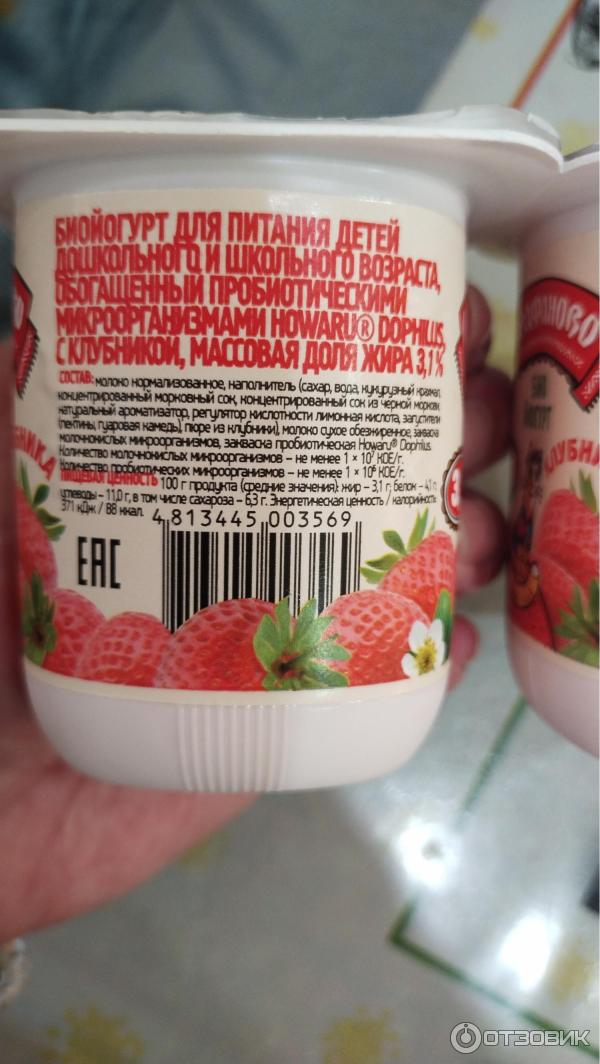 БИОЙОГУРТ ДЛЯ ПИТАНИЯ ДЕТЕЙ
ДОШКОЛЬНОГО И ШКОЛЬНОГО ВОЗРАСТА,
ОБОГАЩЕННЫЙ ПРОБИОТИЧЕСКИМИ
МИКРООРГАНИЗМАМИ HOWARU® DOPHILUS,
С КЛУБНИКОЙ, МАССОВАЯ ДОЛЯ ЖИРА 3,1%
СОСТАВ: молоко нормализованное, наполнитель (сахар, вода, кукурузный крахмал,
концентрированный морковный сок, концентрированный сок из черной моркови,
натуральный ароматизатор, регулятор кислотности лимонная кислота, загустители
(пектины, гуаровая камедь), пюре из клубники), молоко сухое обезжиренное, закваска
молочнокислых микроорганизмов, закваска пробиотическая Howaru® Dophilus.
Количество молочнокислых микроорганизмов – не менее 1 × 10⁷ КОЕ/г.
Количество пробиотических микроорганизмов – не менее 1 × 10⁶ КОЕ/г.
ПИЩЕВАЯ ЦЕННОСТЬ 100 г продукта (средние значения): жир – 3,1 г; белок – 4,1 г;
углеводы – 11,0 г, в том числе сахароза – 6,3 г. Энергетическая ценность / калорийность:
371 кДж / 88 ккал.
4 813445 003569
EAC
КЛУБНИКА
БИО
ЙОГУРТ
КЛУБНИ
ОТЗОВИК